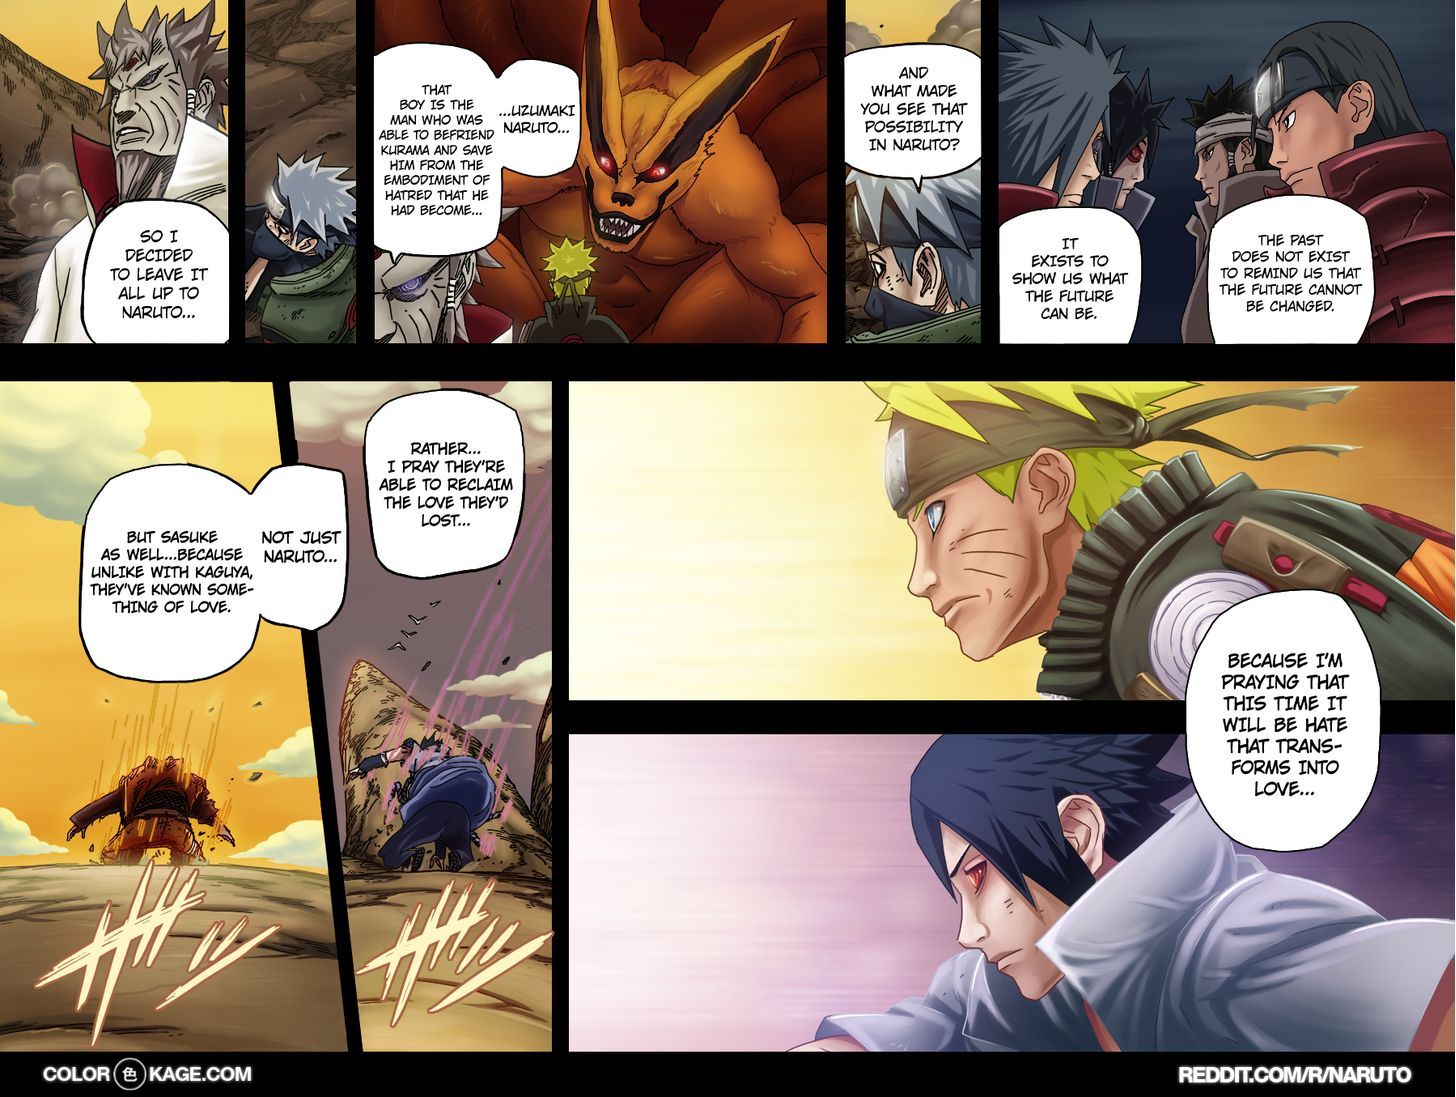 THE PAST
DOES NOT EXIST
TO REMIND US THAT
THE FUTURE CANNOT
BE CHANGED.
IT
EXISTS TO
SHOW US WHAT
THE FUTURE
CAN BE.
AND
WHAT MADE
YOU SEE THAT
POSSIBILITY
IN NARUTO?
...UZUMAKI
NARUTO...
THAT
BOY IS THE
MAN WHO WAS
ABLE TO BEFRIEND
KURAMA AND SAVE
HIM FROM THE
EMBODIMENT OF
HATRED THAT HE
HAD BECOME...
SO I
DECIDED
TO LEAVE IT
ALL UP TO
NARUTO...
BECAUSE I'M
PRAYING THAT
THIS TIME IT
WILL BE HATE
THAT TRANS-
FORMS INTO
LOVE...
RATHER...
I PRAY THEY'RE
ABLE TO RECLAIM
THE LOVE THEY'D
LOST...
NOT JUST
NARUTO...
BUT SASUKE
AS WELL...BECAUSE
UNLIKE WITH KAGUYA,
THEY'VE KNOWN SOME-
THING OF LOVE.
COLOR 色 KAGE.COM
REDDIT.COM/R/NARUTO